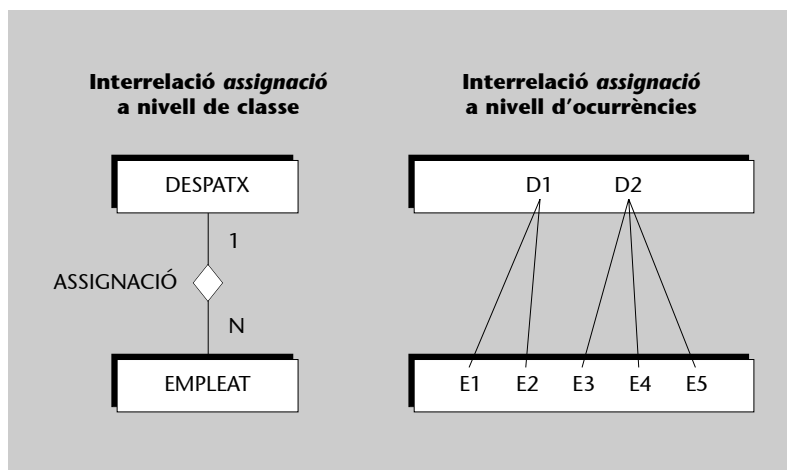 Interrelació assignació
a nivell de classe
DESPATX
1
ASSIGNACIÓ
N
EMPLEAT
Interrelació assignació
a nivell d'ocurrències
D1 D2
E1 E2 E3 E4 E5